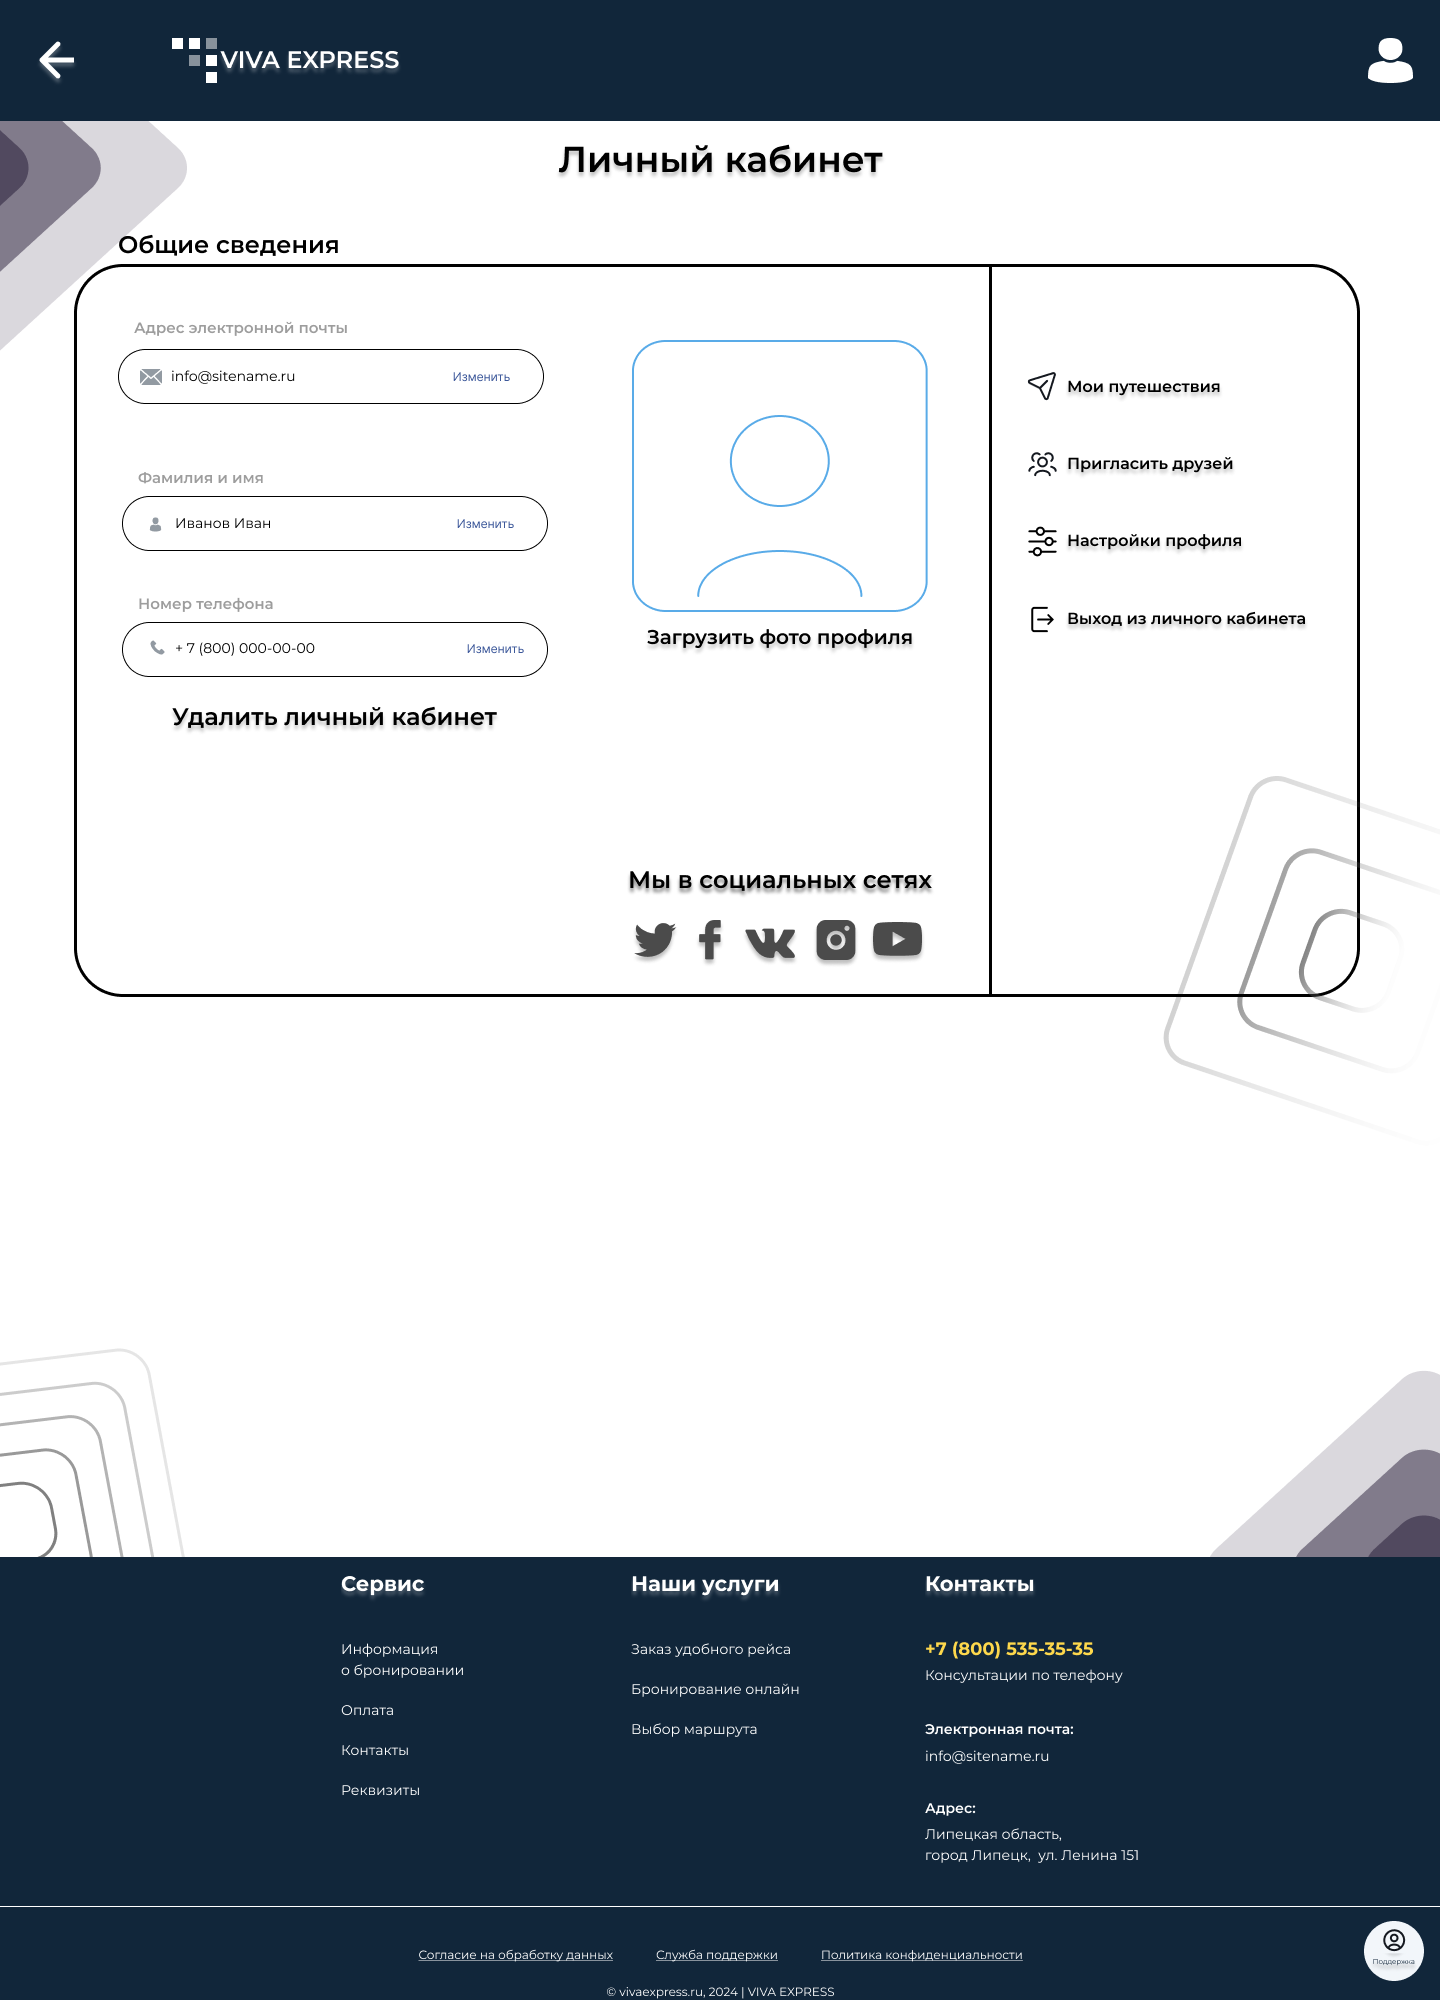 VIVA EXPRESS
Личный кабинет
Общие сведения
Адрес электронной почты
info@sitename.ru
Изменить
Фамилия и имя
Иванов Иван
Изменить
Номер телефона
+ 7 (800) 000-00-00
Изменить
Удалить личный кабинет
Загрузить фото профиля
Мы в социальных сетях
Мои путешествия
Пригласить друзей
Настройки профиля
Выход из личного кабинета
Сервис
Информация
о бронировании
Оплата
Контакты
Реквизиты
Наши услуги
Заказ удобного рейса
Бронирование онлайн
Выбор маршрута
Контакты
+7 (800) 535-35-35
Консультации по телефону
Электронная почта:
info@sitename.ru
Адрес:
Липецкая область,
город Липецк,  ул. Ленина 151
Согласие на обработку данных
Служба поддержки
Политика конфиденциальности
Поддержка
© vivaexpress.ru, 2024 | VIVA EXPRESS